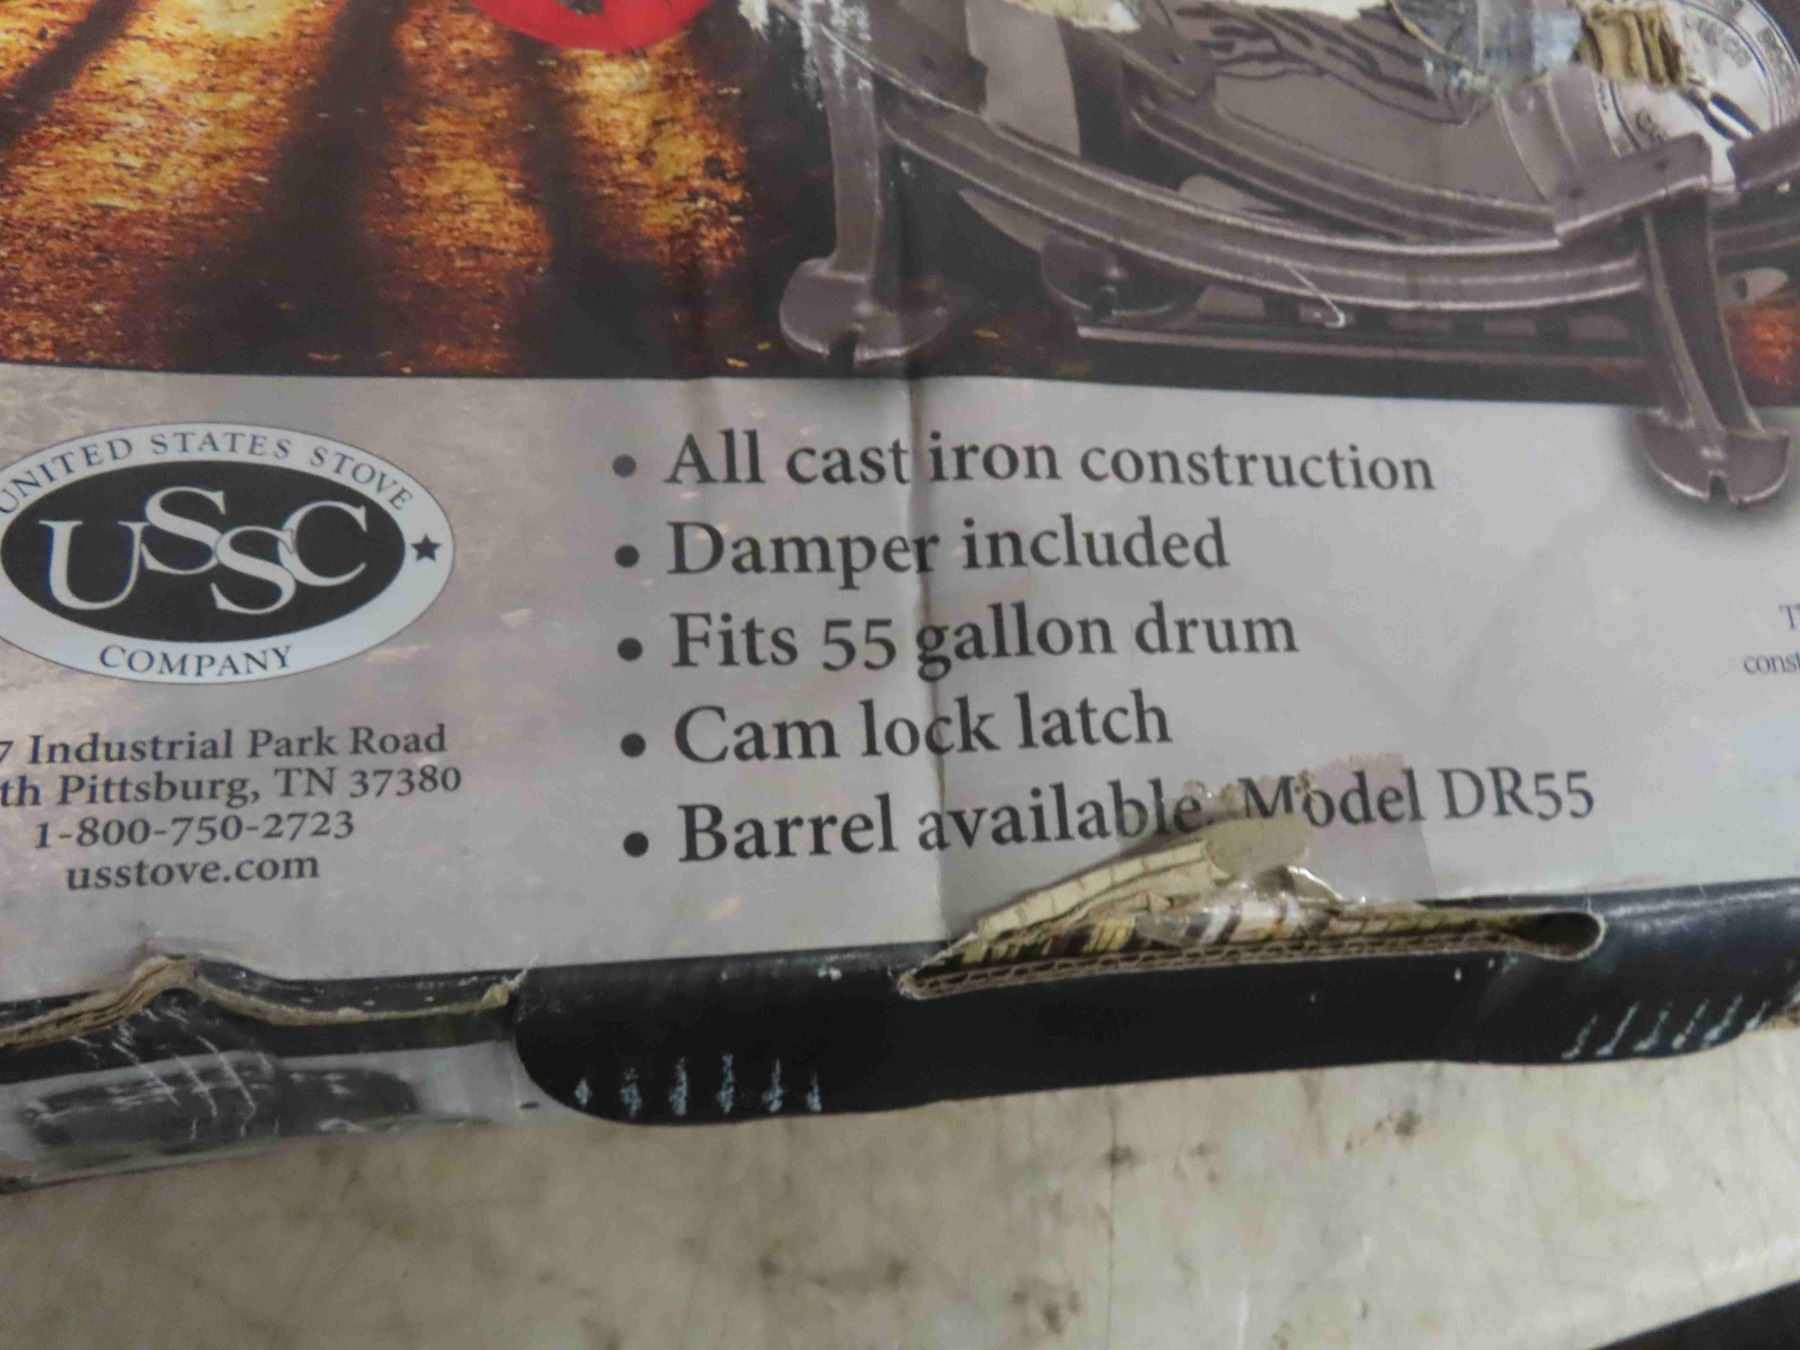 UNITED STATES STOVE
USSC
COMPANY
7 Industrial Park Road
th Pittsburg, TN 37380
1-800-750-2723
usstove.com
• All cast iron construction
• Damper included
• Fits 55 gallon drum
• Cam lock latch
• Barrel available, Model DR55
const